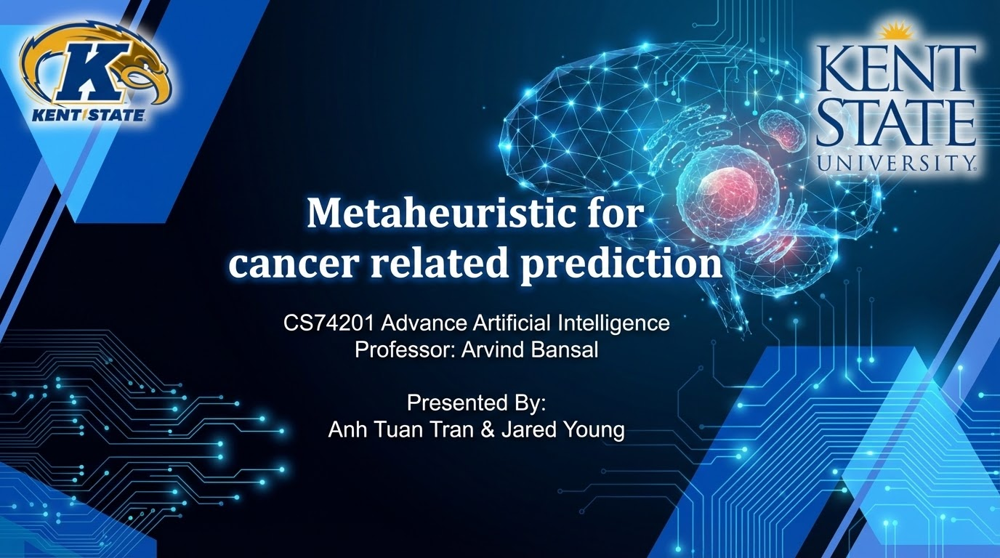 K
KENT STATE
KENT
STATE
UNIVERSITY
Metaheuristic for
cancer related prediction
CS74201 Advance Artificial Intelligence
Professor: Arvind Bansal
Presented By:
Anh Tuan Tran & Jared Young